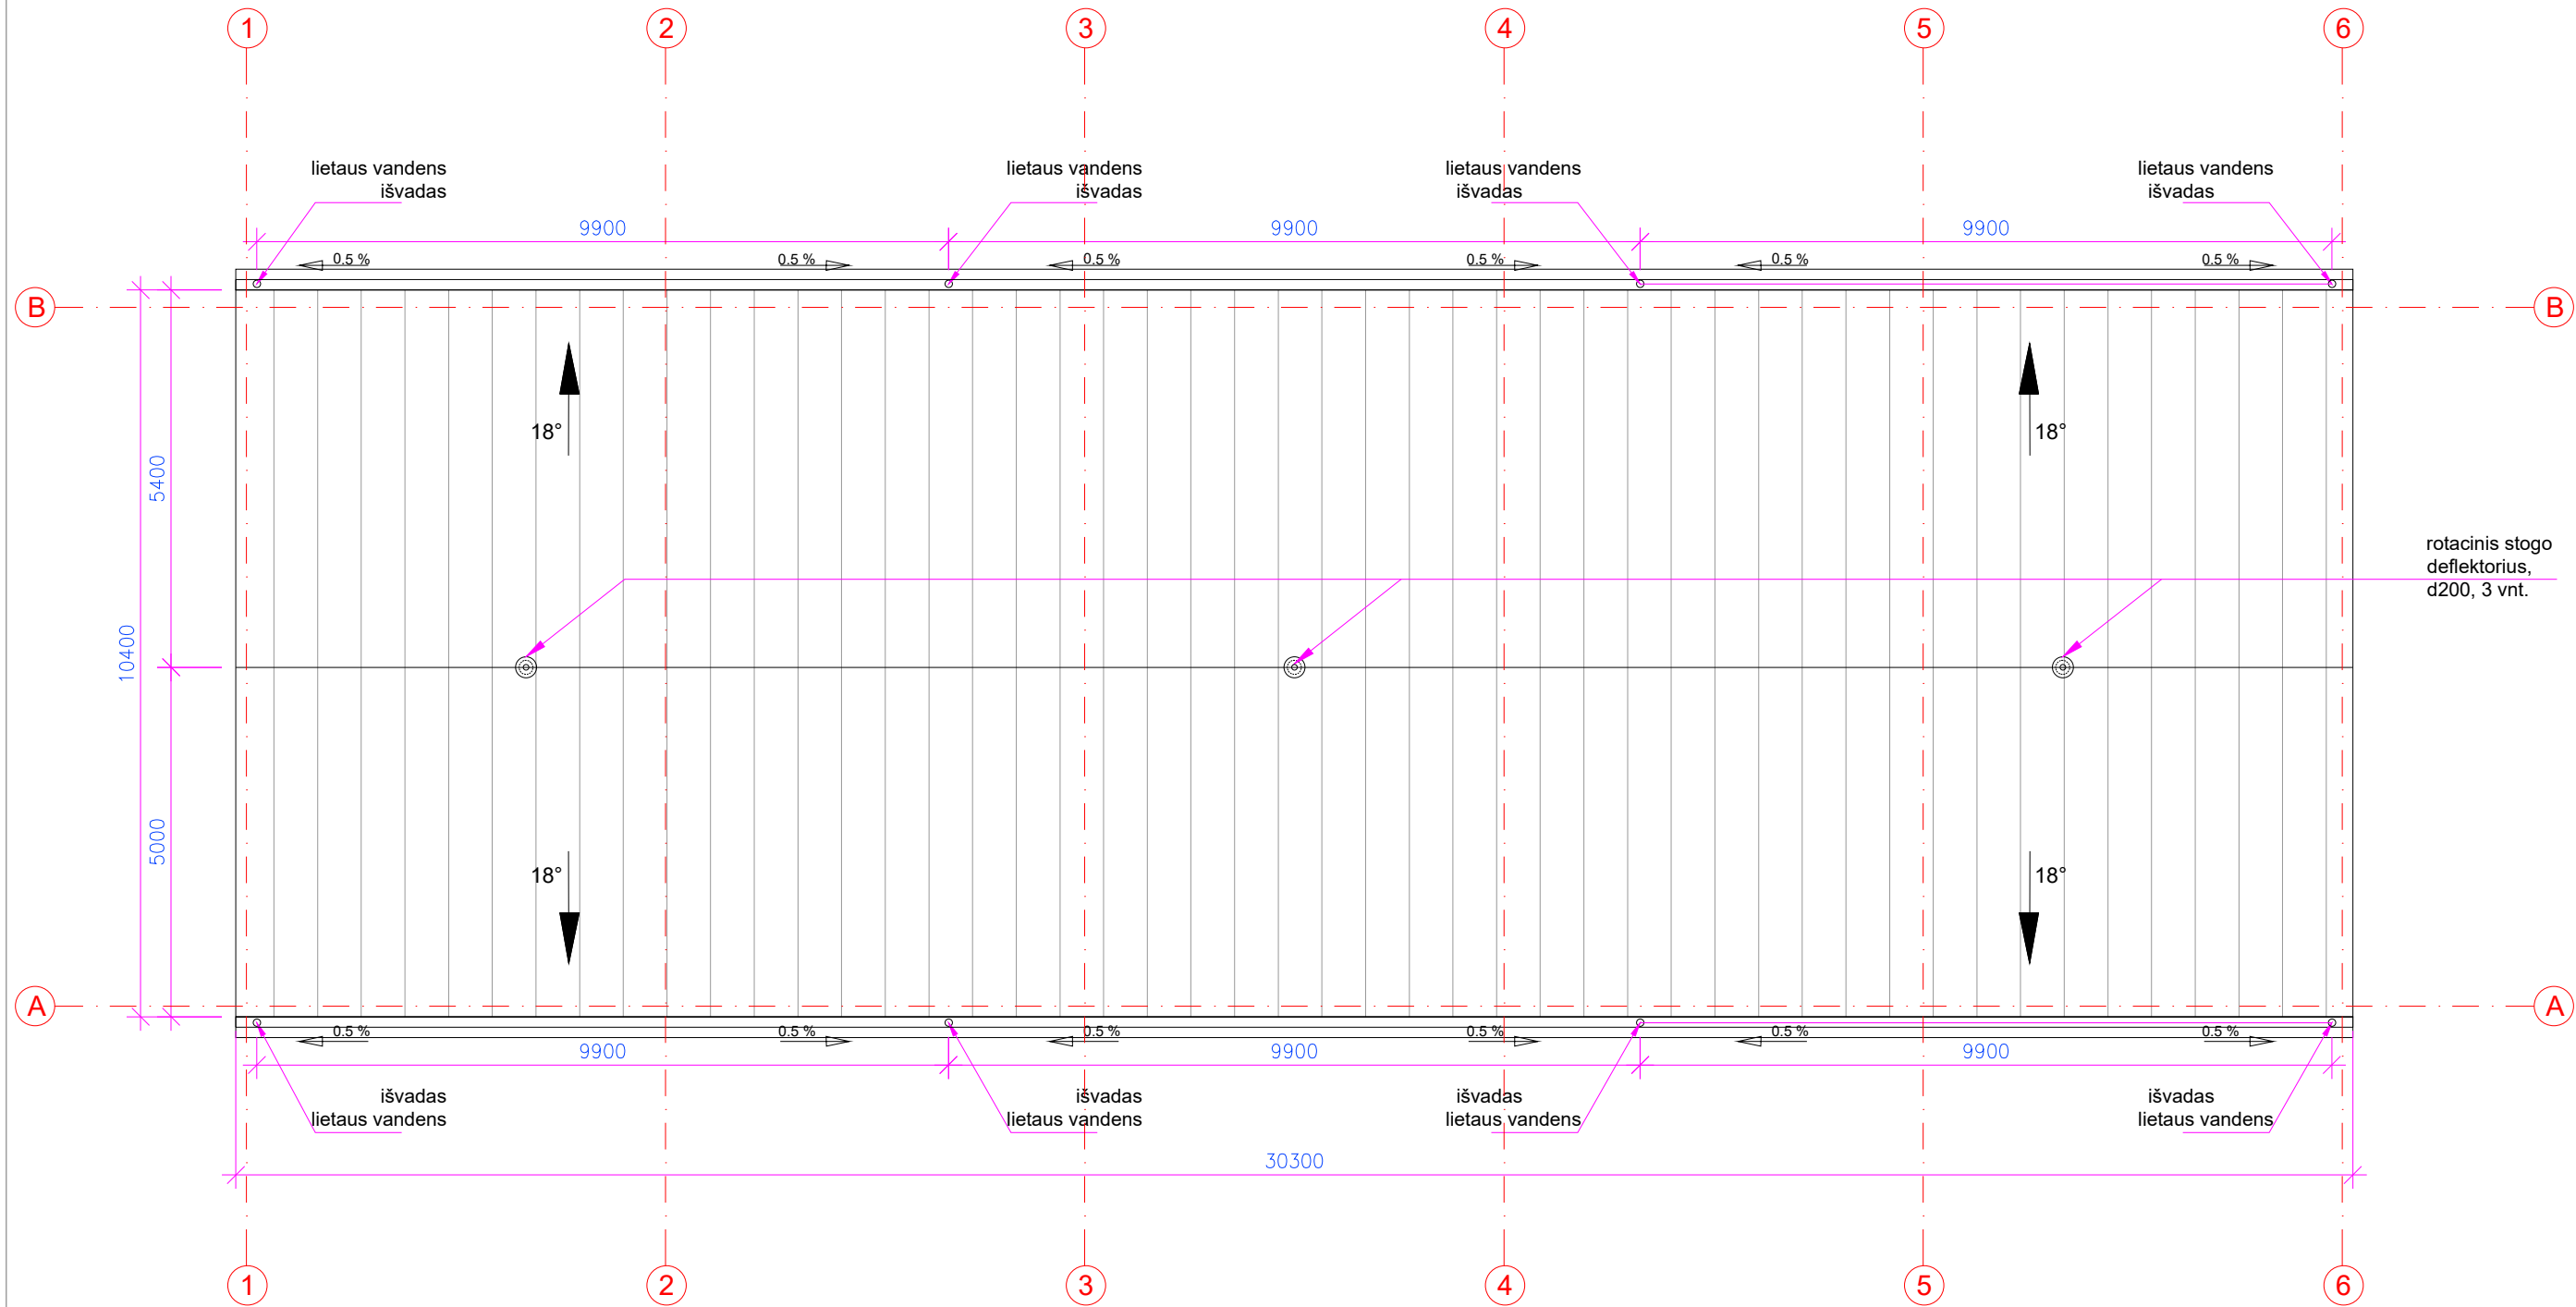 1 2 3 4 5 6
lietaus vandens
išvadas
lietaus vandens
išvadas
lietaus vandens
išvadas
lietaus vandens
išvadas
9900 9900 9900
0.5 % 0.5 % 0.5 % 0.5 % 0.5 % 0.5 %
B B
18° 18°
5400
rotacinis stogo
deflektorius,
d200, 3 vnt.
10400
5000
18° 18°
A A
0.5 % 0.5 % 0.5 % 0.5 % 0.5 % 0.5 %
9900 9900 9900
išvadas
lietaus vandens
išvadas
lietaus vandens
išvadas
lietaus vandens
išvadas
lietaus vandens
30300
1 2 3 4 5 6